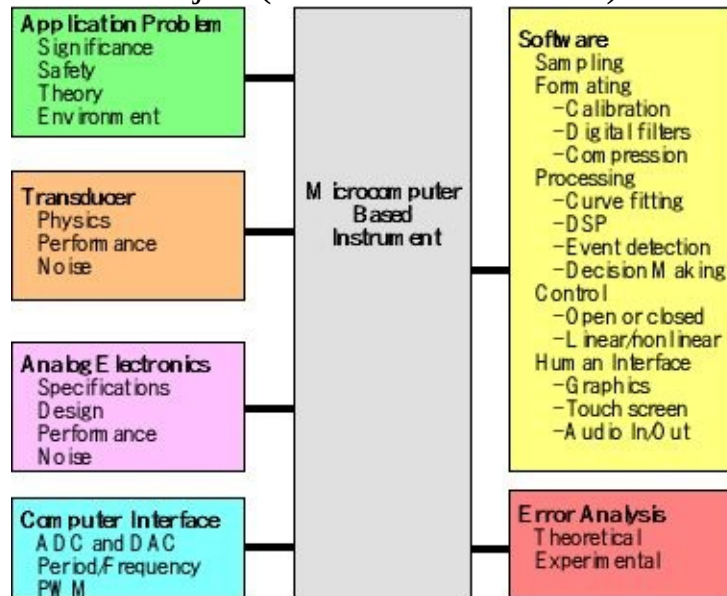 Application Problem
Significance
Safety
Theory
Environment
Transducer
Physics
Performance
Noise
Analog Electronics
Specifications
Design
Performance
Noise
Computer Interface
ADC and DAC
Period/Frequency
PWM
Microcomputer
Based
Instrument
Software
Sampling
Formating
-Calibration
-Digital filters
-Compression
Processing
-Curve fitting
-DSP
-Event detection
-Decision Making
Control
-Open or closed
-Linear/nonlinear
Human Interface
-Graphics
-Touch screen
-Audio In/Out
Error Analysis
Theoretical
Experimental